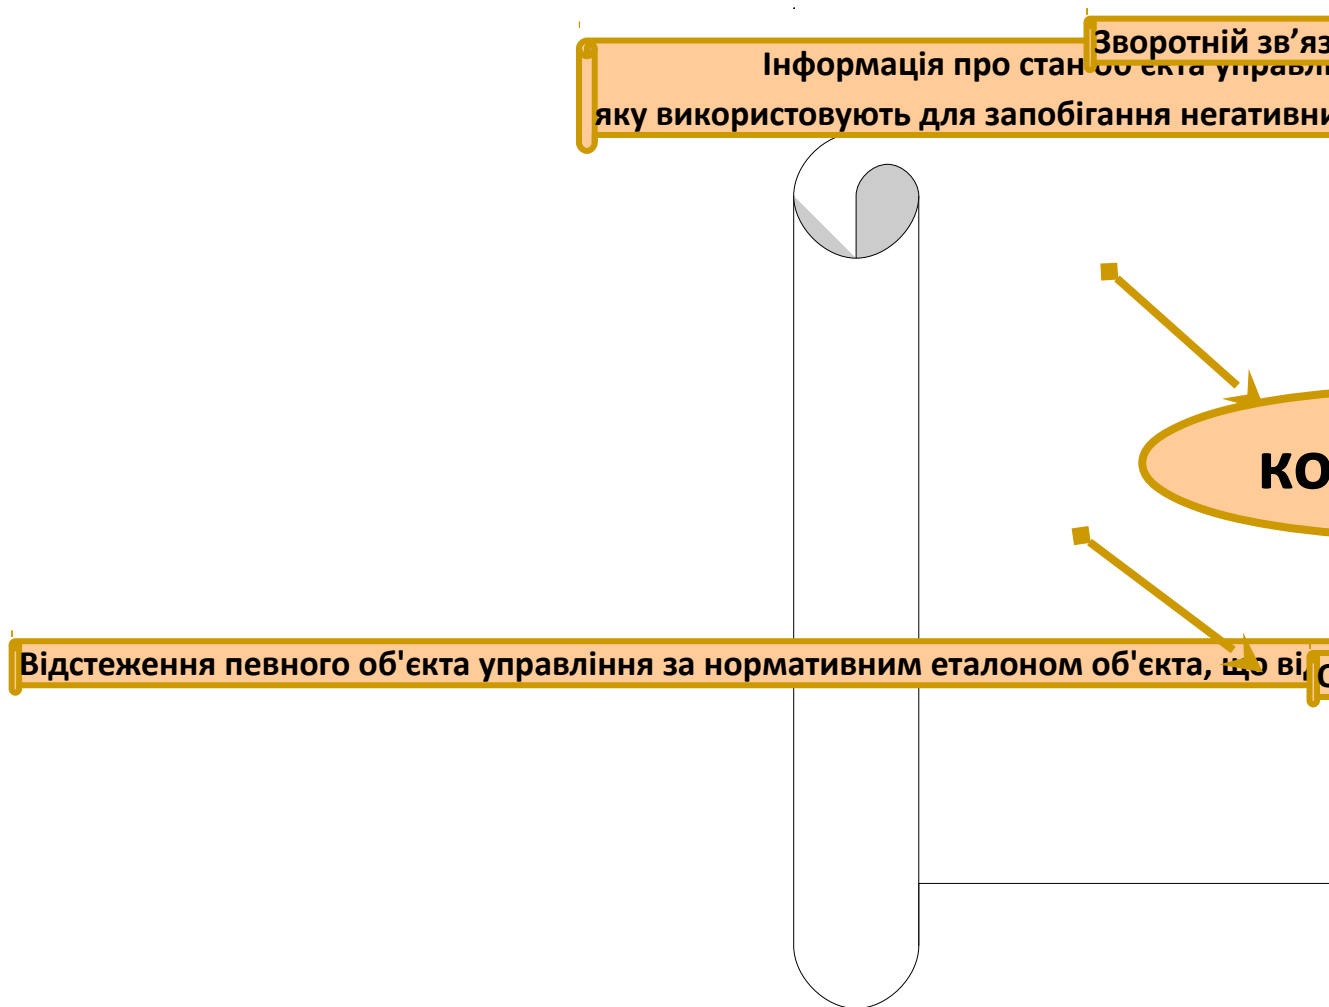 Зворотній зв’яз
Інформація про стан об’єкта управлі
яку використовують для запобігання негативни
ко
Відстеження певного об'єкта управління за нормативним еталоном об'єкта, що від
С